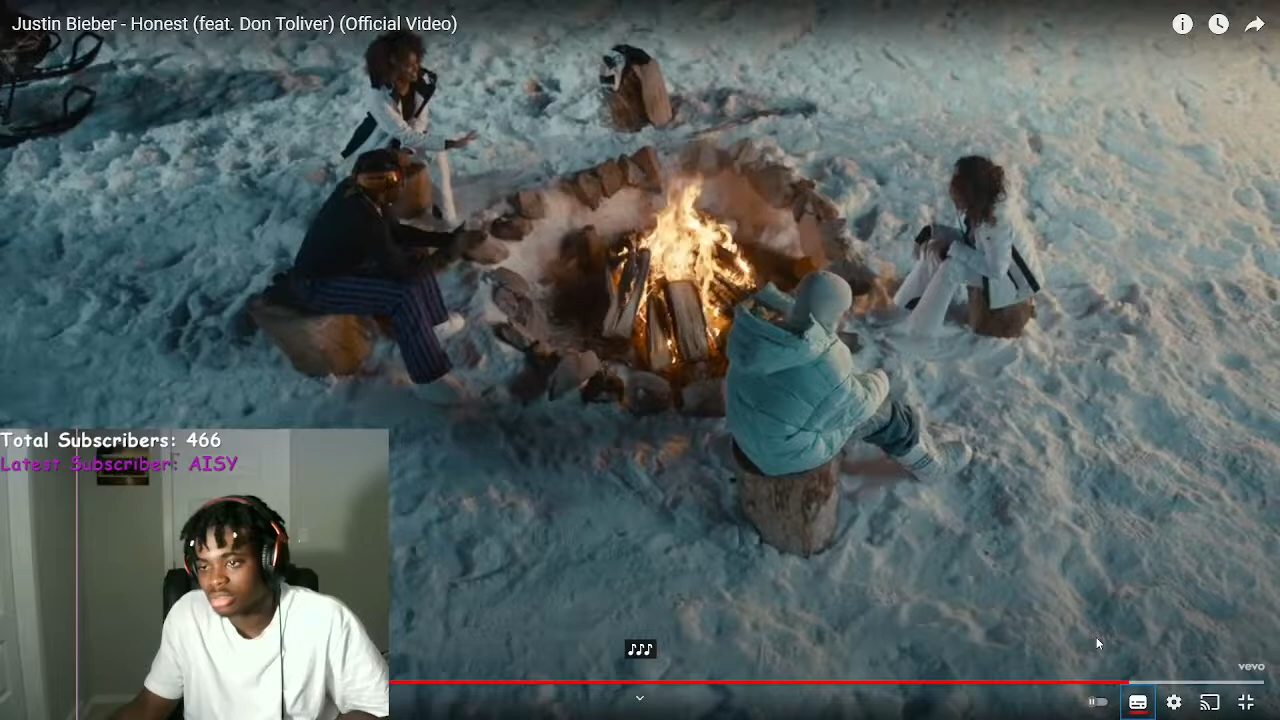 Justin Bieber - Honest (feat. Don Toliver) (Official Video)
Total Subscribers: 466
Latest Subscriber: AISY
♪♪♪
vevo